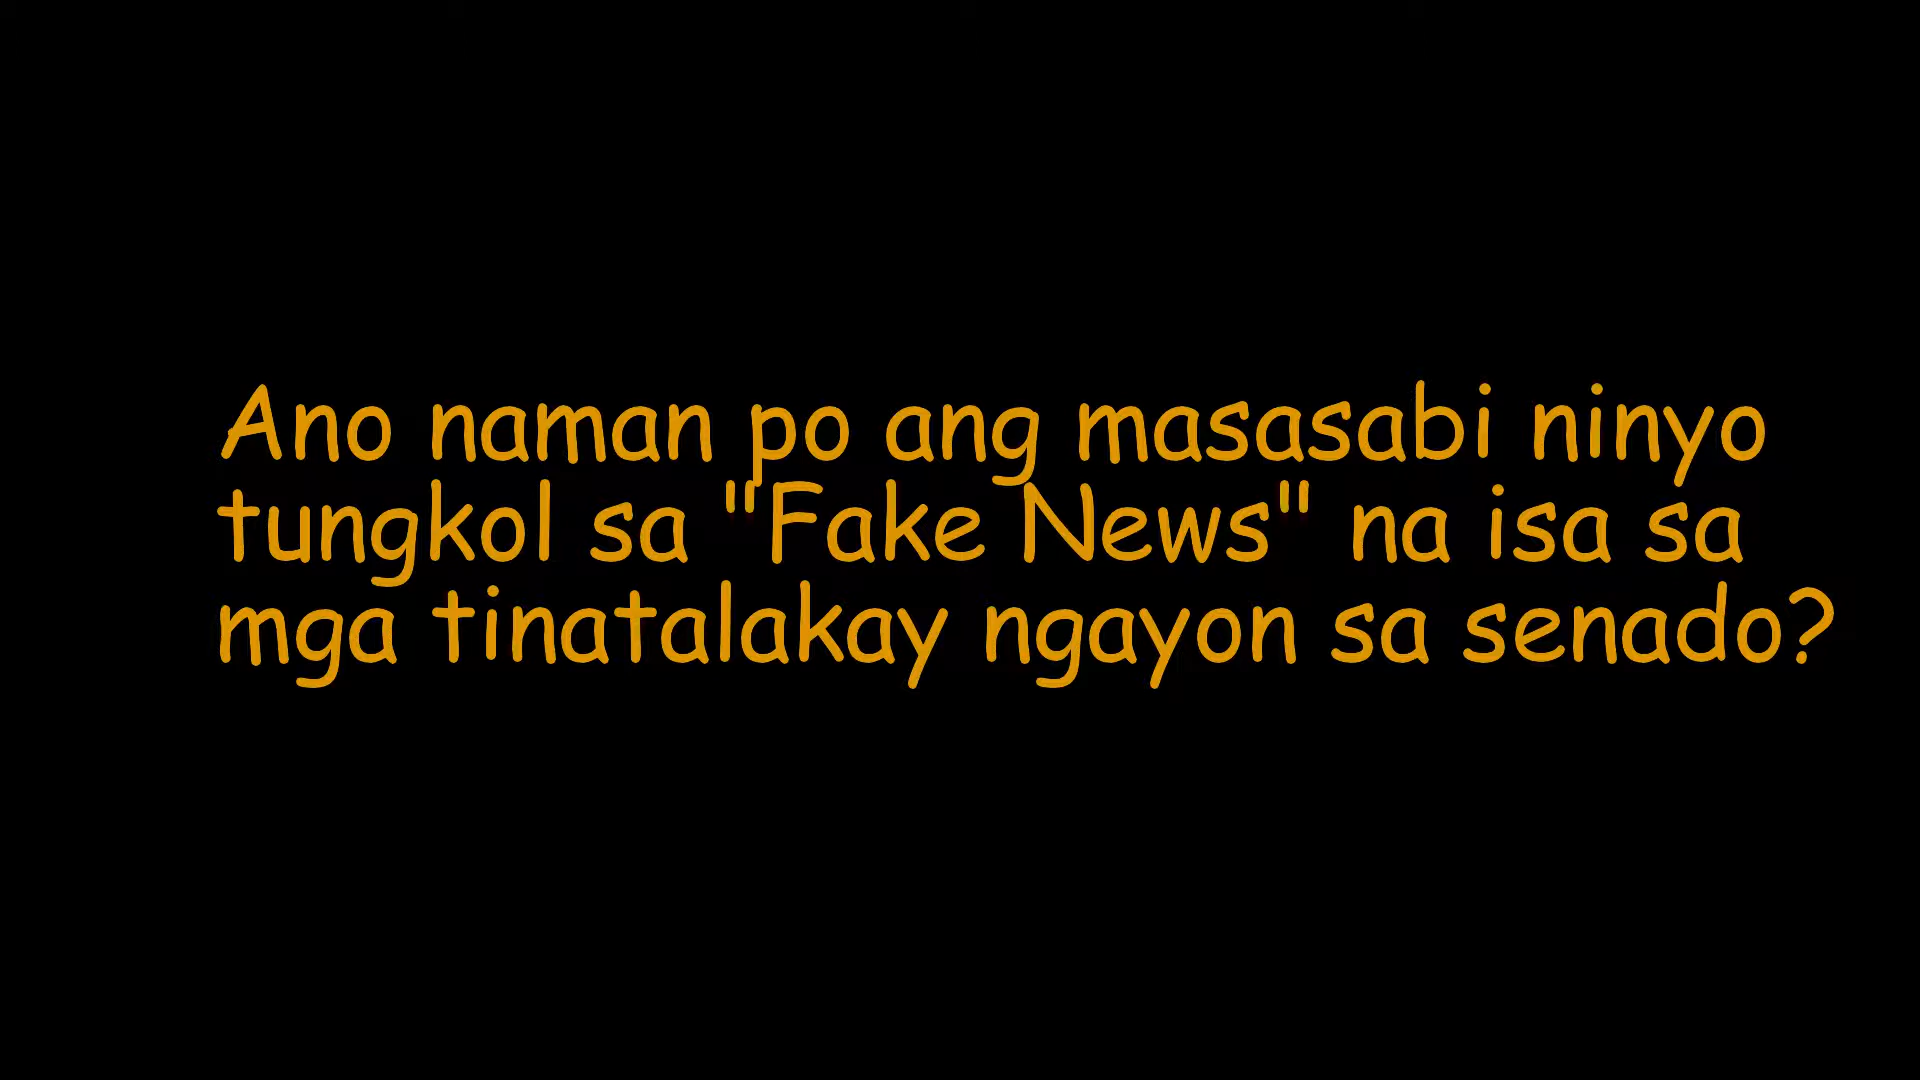 Ano naman po ang masasabi ninyo
tungkol sa "Fake News" na isa sa
mga tinatalakay ngayon sa senado?